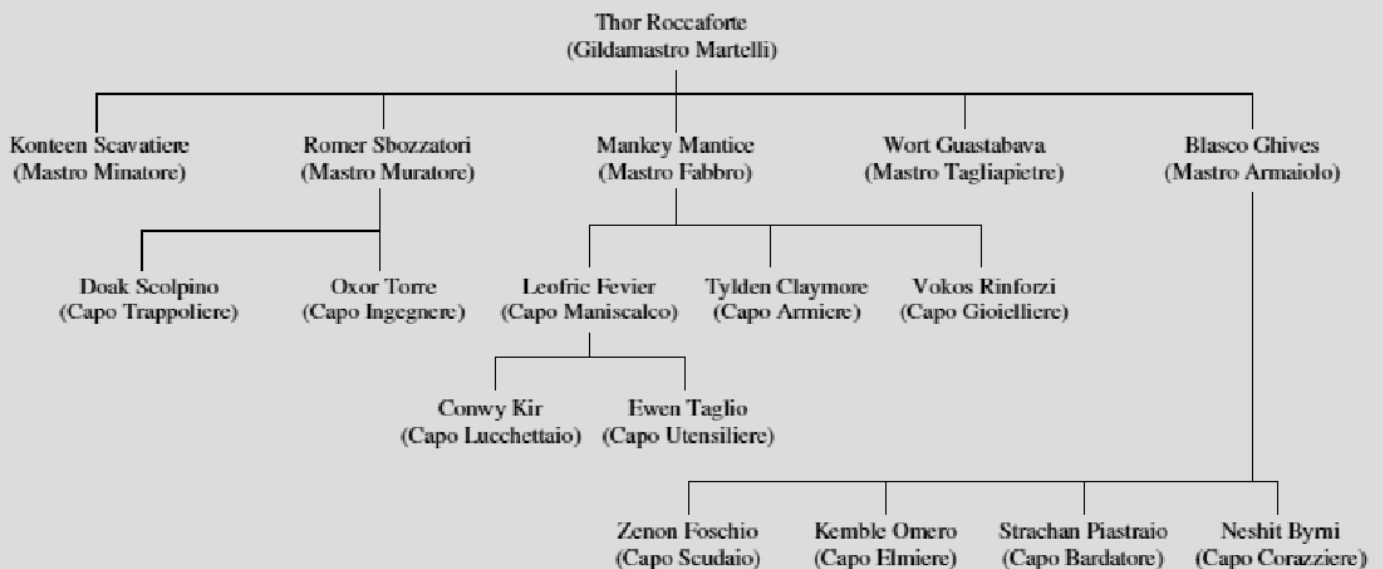 Thor Roccaforte
(Gildamastro Martelli)
Konteen Scavatiere
(Mastro Minatore)
Romer Sbozzatori
(Mastro Muratore)
Mankey Mantice
(Mastro Fabbro)
Wort Guastabava
(Mastro Tagliapietre)
Blasco Ghives
(Mastro Armaiolo)
Doak Scolpino
(Capo Trappoliere)
Oxor Torre
(Capo Ingegnere)
Leofric Fevier
(Capo Maniscalco)
Tylden Claymore
(Capo Armiere)
Vokos Rinforzi
(Capo Gioielliere)
Conwy Kir
(Capo Lucchettaio)
Ewen Taglio
(Capo Utensiliere)
Zenon Foschio
(Capo Scudaio)
Kemble Omero
(Capo Elmiere)
Strachan Piastraio
(Capo Bardatore)
Neshit Byrni
(Capo Corazziere)